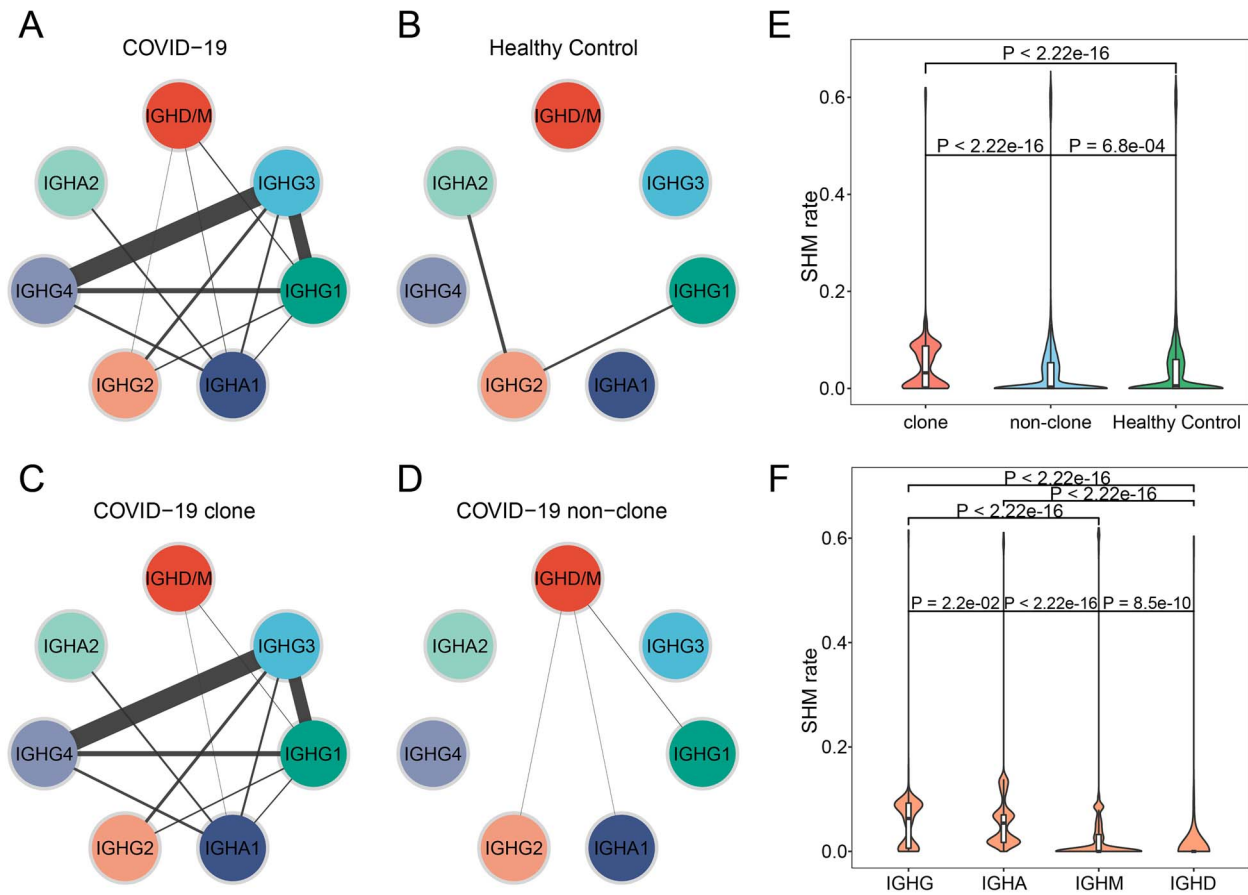 A
COVID−19
IGHD/M
IGHA2
IGHG3
IGHG4
IGHG1
IGHG2
IGHA1
B
Healthy Control
IGHD/M
IGHA2
IGHG3
IGHG4
IGHG1
IGHG2
IGHA1
E
P < 2.22e-16
0.6
P < 2.22e-16
P = 6.8e-04
0.4
SHM rate
0.2
0.0
clone
non-clone
Healthy Control
C
COVID−19 clone
IGHD/M
IGHA2
IGHG3
IGHG4
IGHG1
IGHG2
IGHA1
D
COVID−19 non−clone
IGHD/M
IGHA2
IGHG3
IGHG4
IGHG1
IGHG2
IGHA1
F
P < 2.22e-16
P < 2.22e-16
P < 2.22e-16
0.6
P = 2.2e-02
P < 2.22e-16
P = 8.5e-10
0.4
SHM rate
0.2
0.0
IGHG
IGHA
IGHM
IGHD